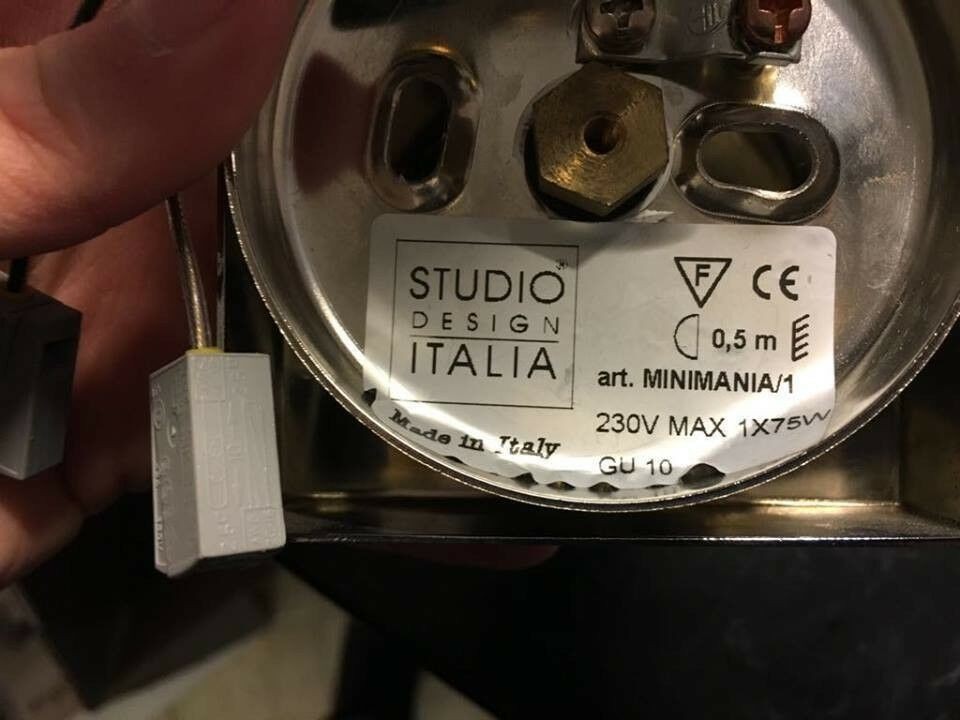 STUDIO®
DESIGN
ITALIA
Made in Italy
F CE
0,5 m
art. MINIMANIA/1
230V MAX 1X75W
GU 10